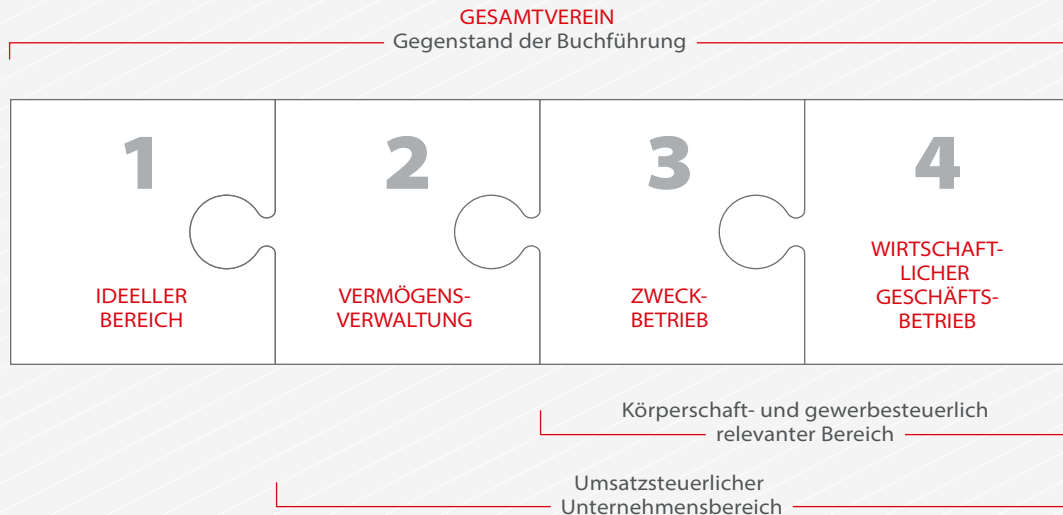 GESAMTVEREIN
Gegenstand der Buchführung
1
IDEELLER
BEREICH
2
VERMÖGENS-
VERWALTUNG
3
ZWECK-
BETRIEB
4
WIRTSCHAFT-
LICHER
GESCHÄFTS-
BETRIEB
Körperschaft- und gewerbesteuerlich
relevanter Bereich
Umsatzsteuerlicher
Unternehmensbereich